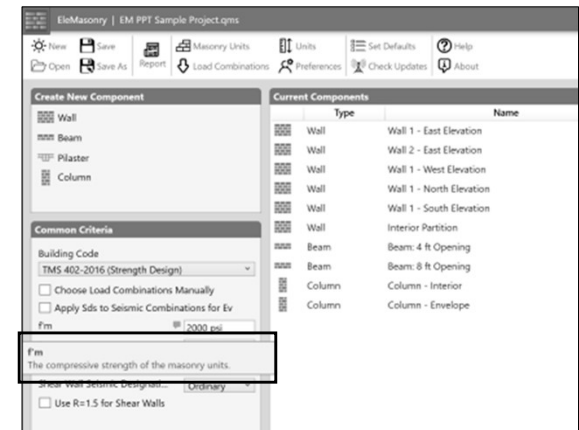 EleMasonry | EM PPT Sample Project.qms
New Save Report Masonry Units Units Set Defaults Help
Open Save As Load Combinations Preferences Check Updates About
Create New Component
Wall
Beam
Pilaster
Column
Common Criteria
Building Code
TMS 402-2016 (Strength Design)
Choose Load Combinations Manually
Apply Sds to Seismic Combinations for Ev
f'm 2000 psi
f'm
The compressive strength of the masonry units.
Shear Wall Seismic Designati... Ordinary
Use R=1.5 for Shear Walls
Current Components
Type Name
Wall Wall 1 - East Elevation
Wall Wall 2 - East Elevation
Wall Wall 1 - West Elevation
Wall Wall 1 - North Elevation
Wall Wall 1 - South Elevation
Wall Interior Partition
Beam Beam: 4 ft Opening
Beam Beam: 8 ft Opening
Column Column - Interior
Column Column - Envelope